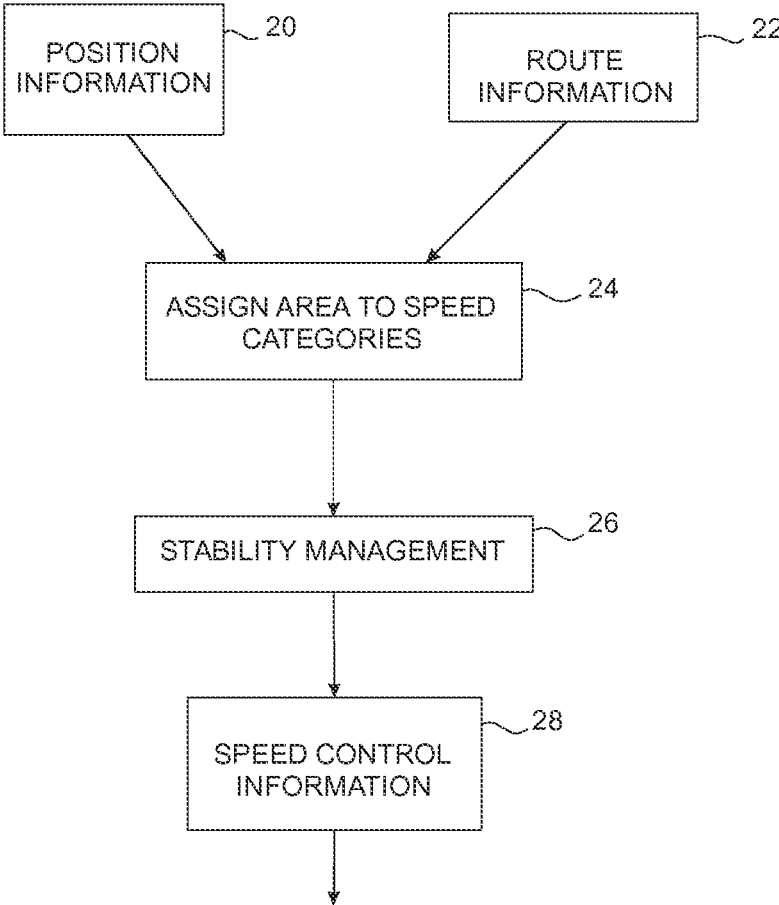 POSITION
INFORMATION
20
ROUTE
INFORMATION
22
ASSIGN AREA TO SPEED
CATEGORIES
24
STABILITY MANAGEMENT
26
SPEED CONTROL
INFORMATION
28